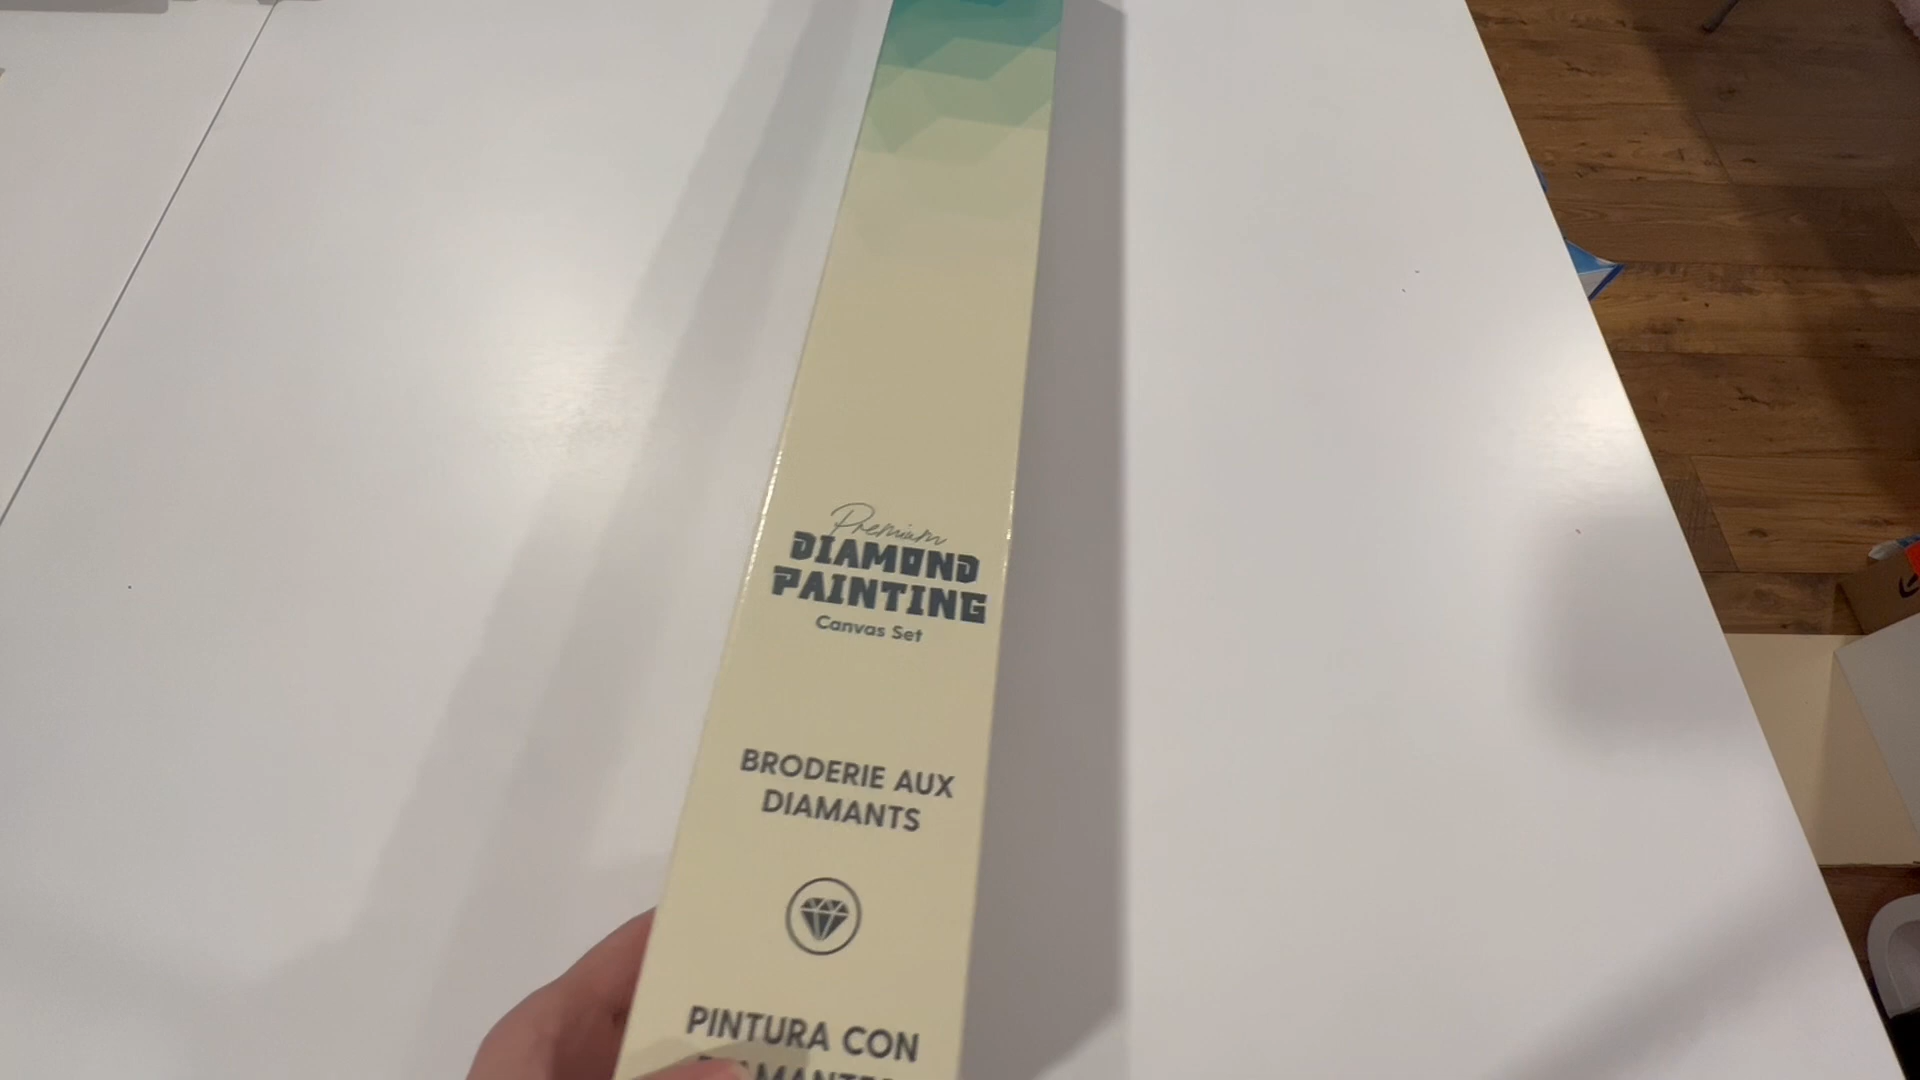 Premium
DIAMOND
PAINTING
Canvas Set
BRODERIE AUX
DIAMANTS
PINTURA CON